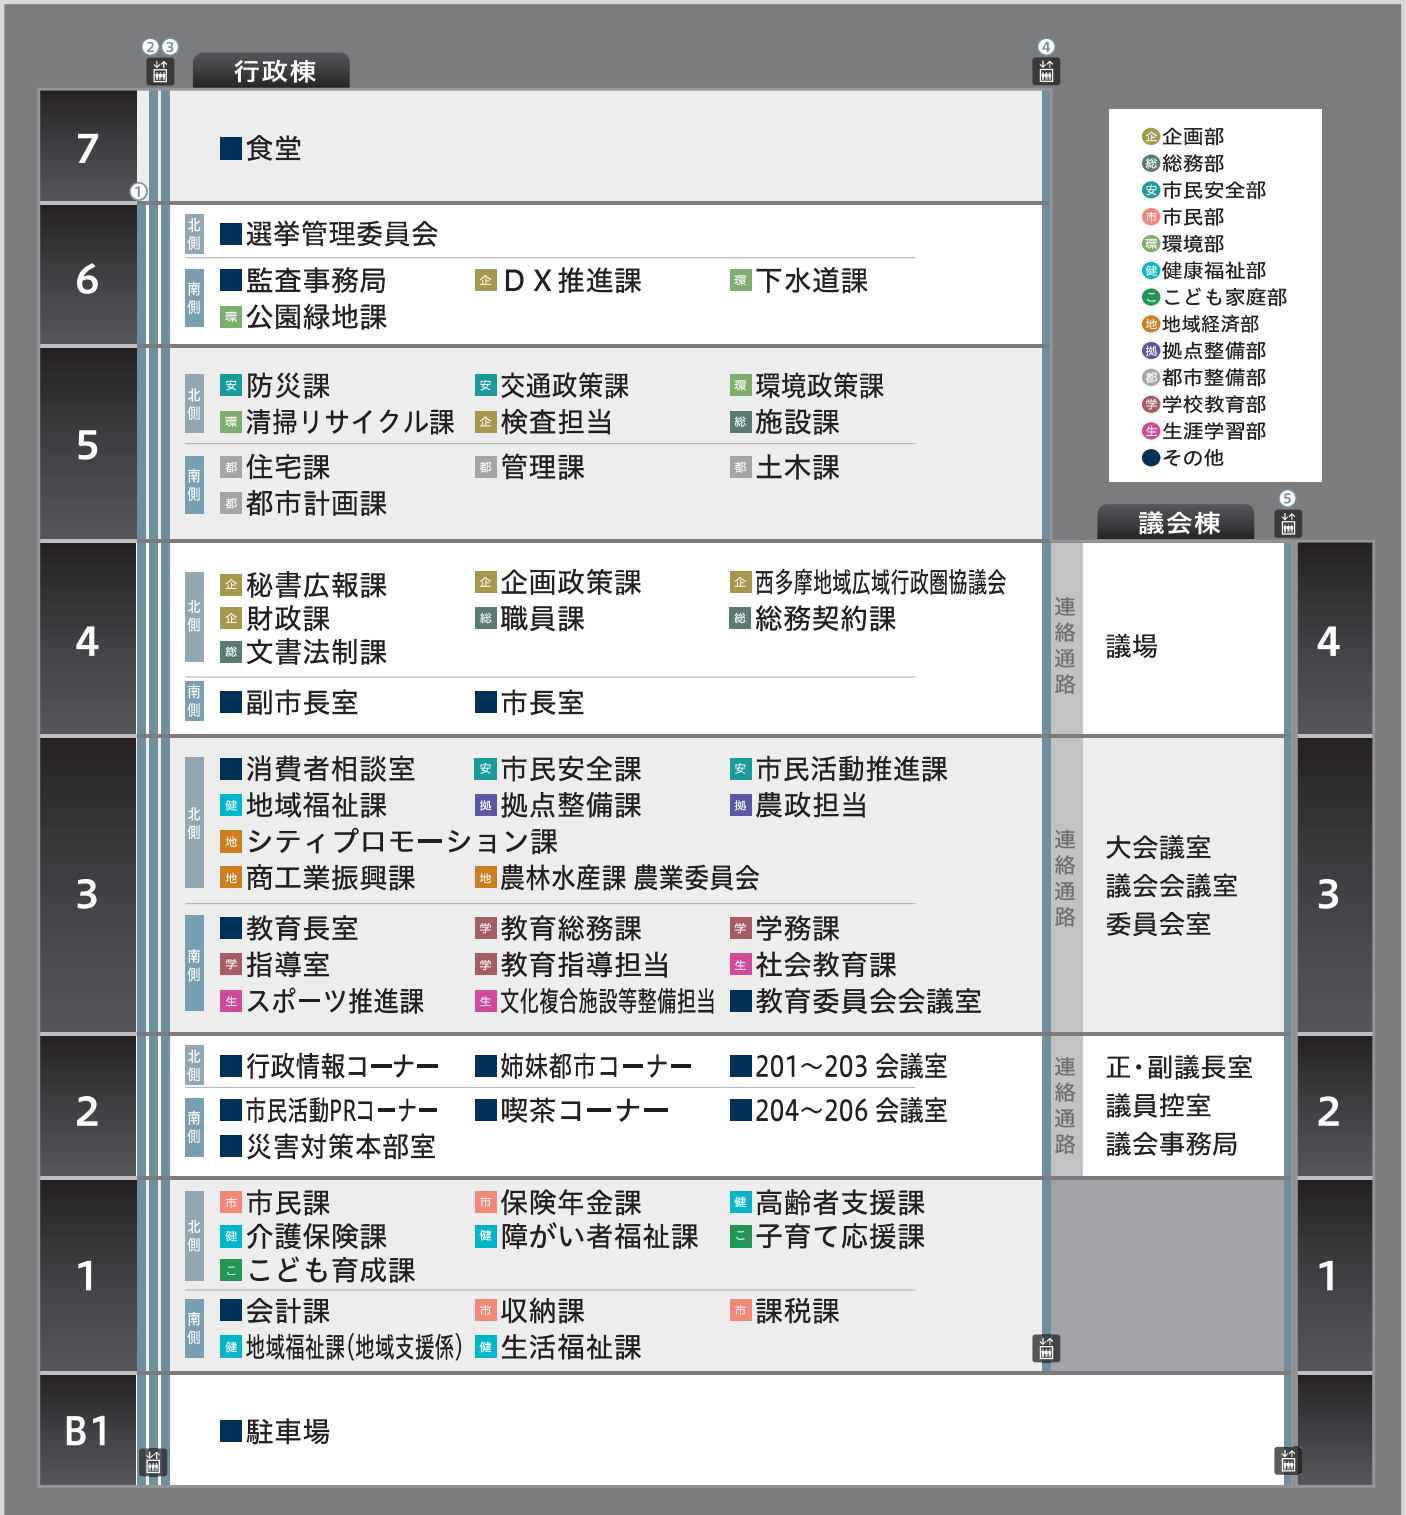 ② ③
④
行政棟
7
■食堂
①
企 企画部
総 総務部
安 市民安全部
市 市民部
環 環境部
健 健康福祉部
こ こども家庭部
地 地域経済部
拠 拠点整備部
都 都市整備部
学 学校教育部
生 生涯学習部
●その他
6
北側
■選挙管理委員会
南側
■監査事務局 企 ＤＸ推進課 環 下水道課
環 公園緑地課
5
北側
安 防災課 安 交通政策課 環 環境政策課
環 清掃リサイクル課 企 検査担当 総 施設課
南側
都 住宅課 都 管理課 都 土木課
都 都市計画課
⑤
議会棟
4
北側
企 秘書広報課 企 企画政策課 企 西多摩地域広域行政圏協議会
企 財政課 総 職員課 総 総務契約課
総 文書法制課
南側
■副市長室 ■市長室
連絡通路
議場
4
3
北側
■消費者相談室 安 市民安全課 安 市民活動推進課
健 地域福祉課 拠 拠点整備課 拠 農政担当
地 シティプロモーション課
地 商工業振興課 地 農林水産課 農業委員会
南側
■教育長室 学 教育総務課 学 学務課
学 指導室 学 教育指導担当 生 社会教育課
生 スポーツ推進課 生 文化複合施設等整備担当 ■教育委員会会議室
連絡通路
大会議室
議会会議室
委員会室
3
2
北側
■行政情報コーナー ■姉妹都市コーナー ■201～203 会議室
南側
■市民活動PRコーナー ■喫茶コーナー ■204～206 会議室
■災害対策本部室
連絡通路
正・副議長室
議員控室
議会事務局
2
1
北側
市 市民課 市 保険年金課 健 高齢者支援課
健 介護保険課 健 障がい者福祉課 こ 子育て応援課
こ こども育成課
南側
■会計課 市 収納課 市 課税課
健 地域福祉課（地域支援係） 健 生活福祉課
1
B1
■駐車場